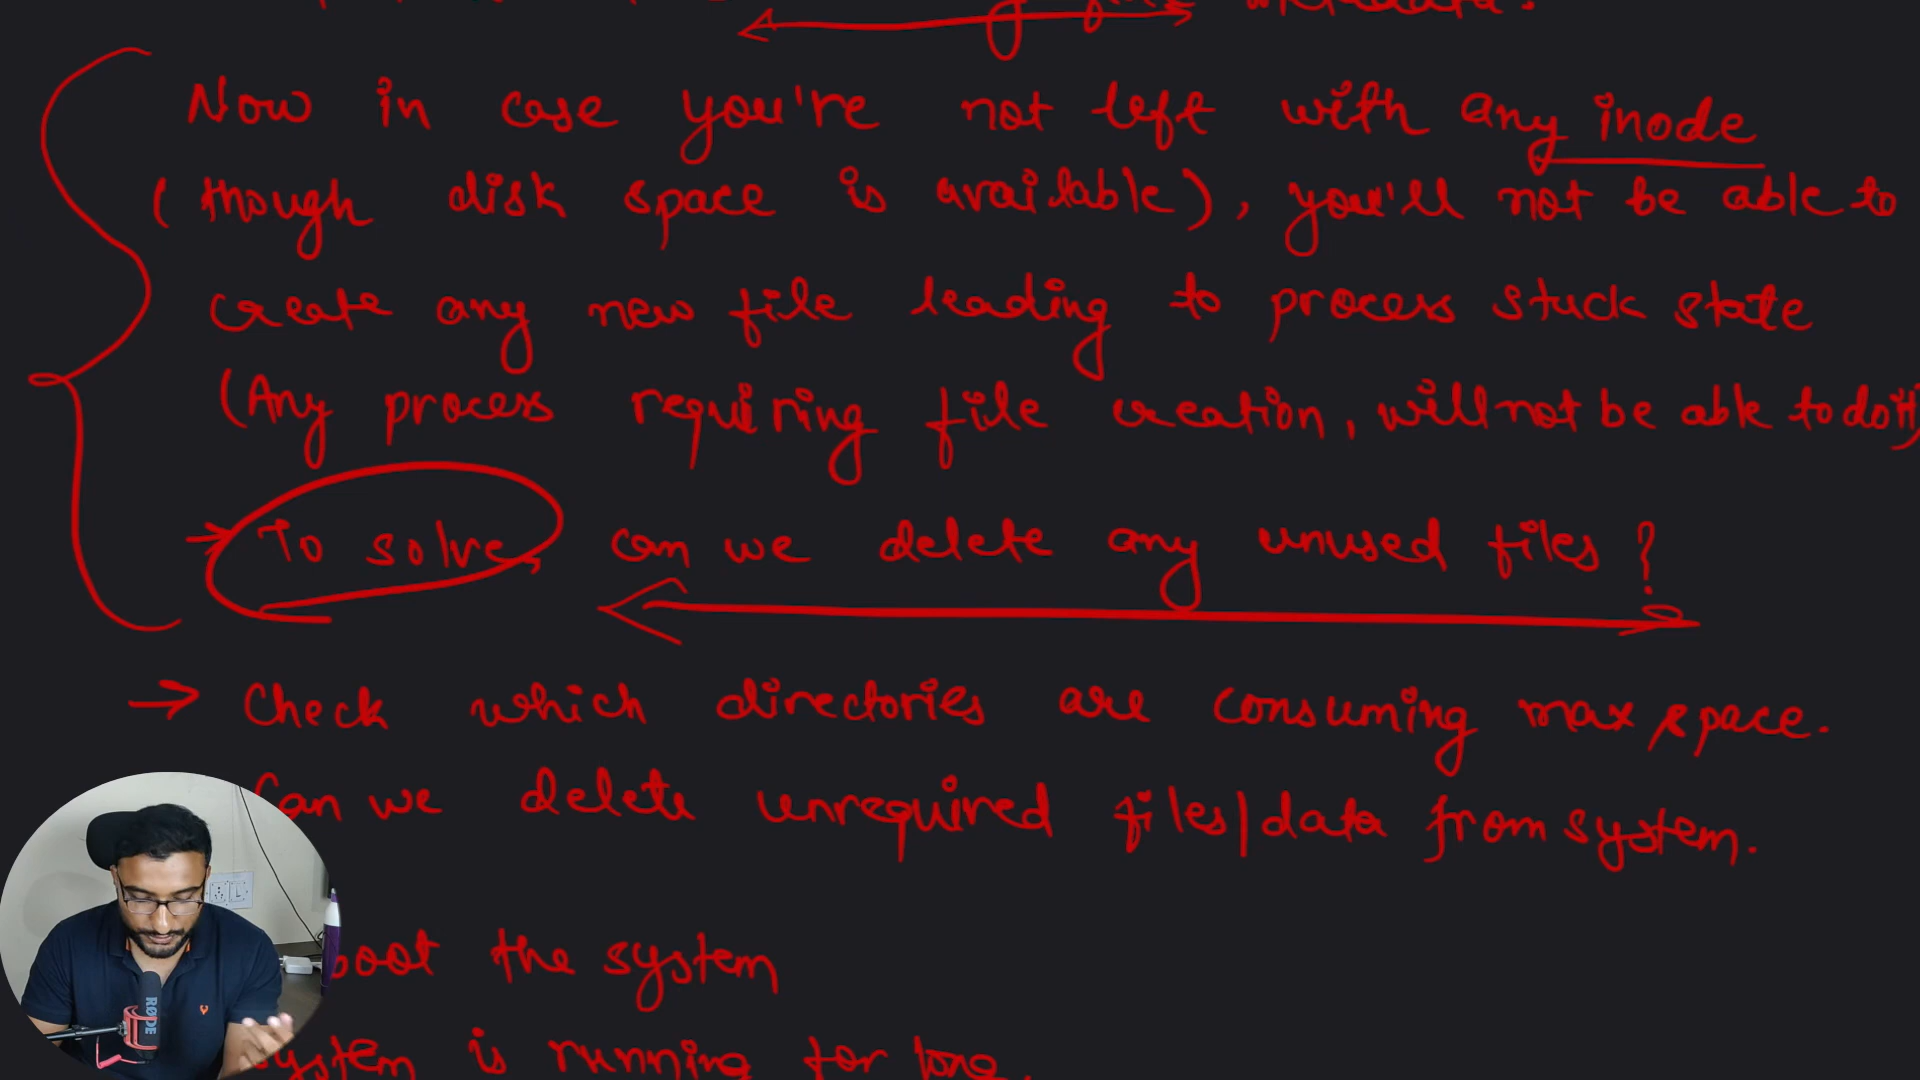 metadata.
Now in case you're not left with any inode
(though disk space is available), you'll not be able to
create any new file leading to process stuck state
(Any process requiring file creation, will not be able to do it)
→ To solve, can we delete any unused files?
→ Check which directories are consuming max space.
Can we delete unrequired files/data from system.
boot the system
system is running for long.
RØDE